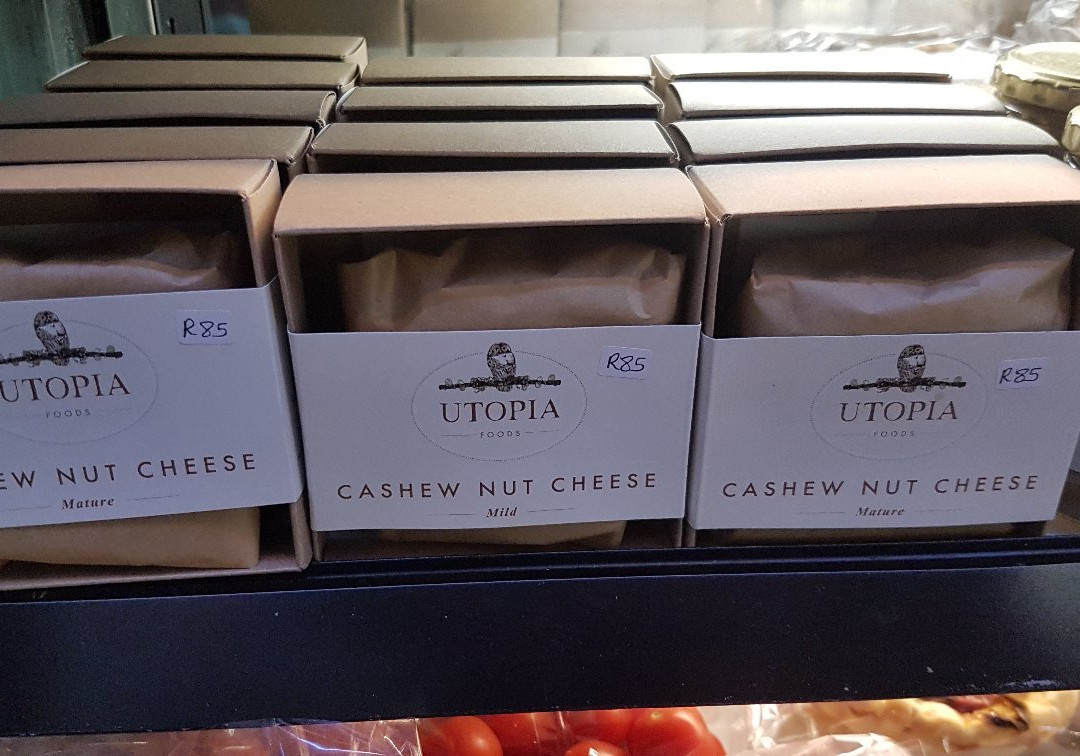 R85
UTOPIA
FOODS
EW NUT CHEESE
Mature
R85
UTOPIA
FOODS
CASHEW NUT CHEESE
Mild
R85
UTOPIA
FOODS
CASHEW NUT CHEESE
Mature